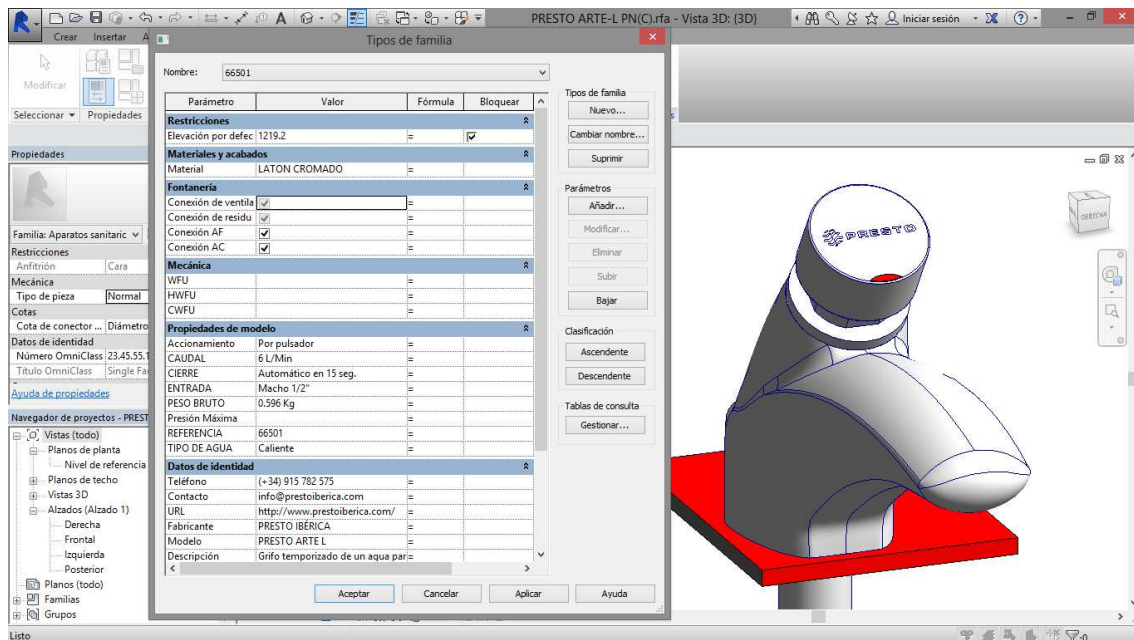 PRESTO ARTE-L PN(C).rfa - Vista 3D: {3D}
Iniciar sesión
Crear Insertar A
Tipos de familia
Modificar
Seleccionar Propiedades
Nombre: 66501
Parámetro Valor Fórmula Bloquear
Restricciones
Elevación por defec 1219.2 =
Materiales y acabados
Material LATON CROMADO =
Fontanería
Conexión de ventila =
Conexión de residu =
Conexión AF =
Conexión AC =
Mecánica
WFU =
HWFU =
CWFU =
Propiedades de modelo
Accionamiento Por pulsador =
CAUDAL 6 L/Min =
CIERRE Automático en 15 seg. =
ENTRADA Macho 1/2" =
PESO BRUTO 0.596 Kg =
Presión Máxima =
REFERENCIA 66501 =
TIPO DE AGUA Caliente =
Datos de identidad
Teléfono (+34) 915 782 575 =
Contacto info@prestoiberica.com =
URL http://www.prestoiberica.com/ =
Fabricante PRESTO IBÉRICA =
Modelo PRESTO ARTE L =
Descripción Grifo temporizado de un agua par =
Tipos de familia
Nuevo...
Cambiar nombre...
Suprimir
Parámetros
Añadir...
Modificar...
Eliminar
Subir
Bajar
Clasificación
Ascendente
Descendente
Tablas de consulta
Gestionar...
Aceptar Cancelar Aplicar Ayuda
Propiedades
Familia: Aparatos sanitaric
Restricciones
Anfitrión Cara
Mecánica
Tipo de pieza Normal
Cotas
Cota de conector ... Diámetro
Datos de identidad
Número OmniClass 23.45.55.1
Título OmniClass Single Fa
Ayuda de propiedades
Navegador de proyectos - PREST
Vistas (todo)
Planos de planta
Nivel de referencia
Planos de techo
Vistas 3D
Alzados (Alzado 1)
Derecha
Frontal
Izquierda
Posterior
Planos (todo)
Familias
Grupos
Listo
PRESTO
DERECHA
:0